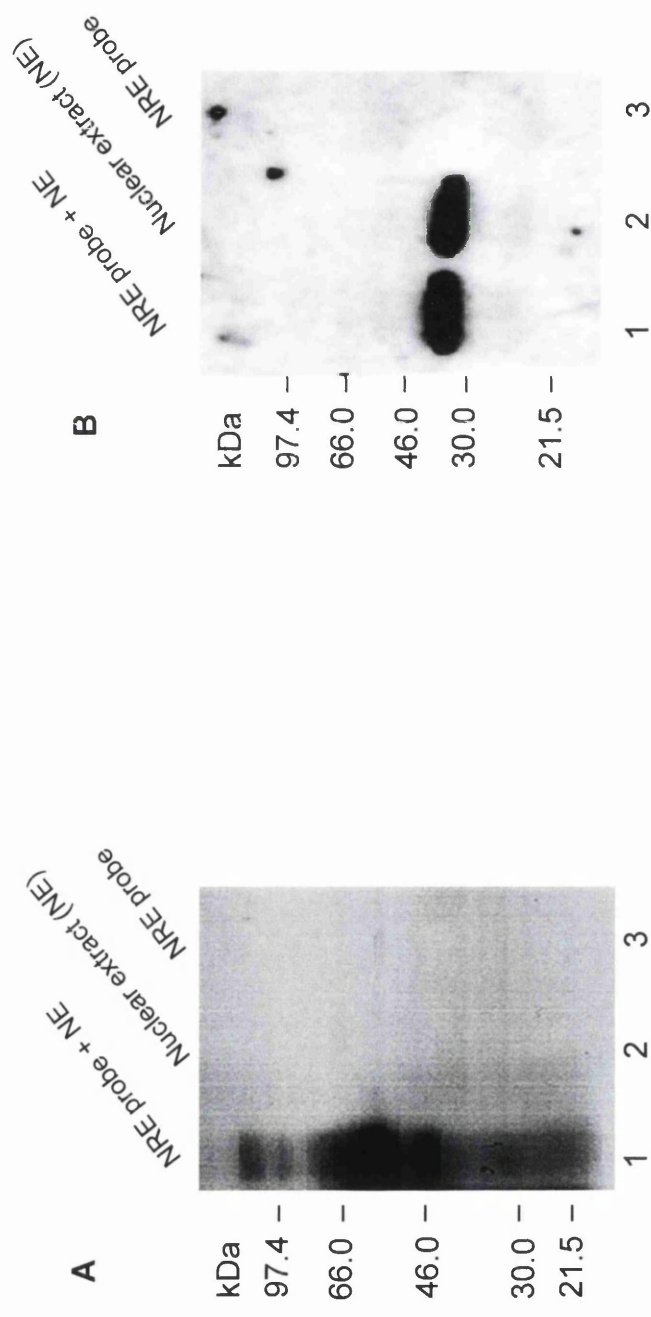 A
NRE probe + NE
Nuclear extract (NE)
NRE probe
kDa
97.4 –
66.0 –
46.0 –
30.0 –
21.5 –
1 2 3
B
NRE probe + NE
Nuclear extract (NE)
NRE probe
kDa
97.4 –
66.0 –
46.0 –
30.0 –
21.5 –
1 2 3